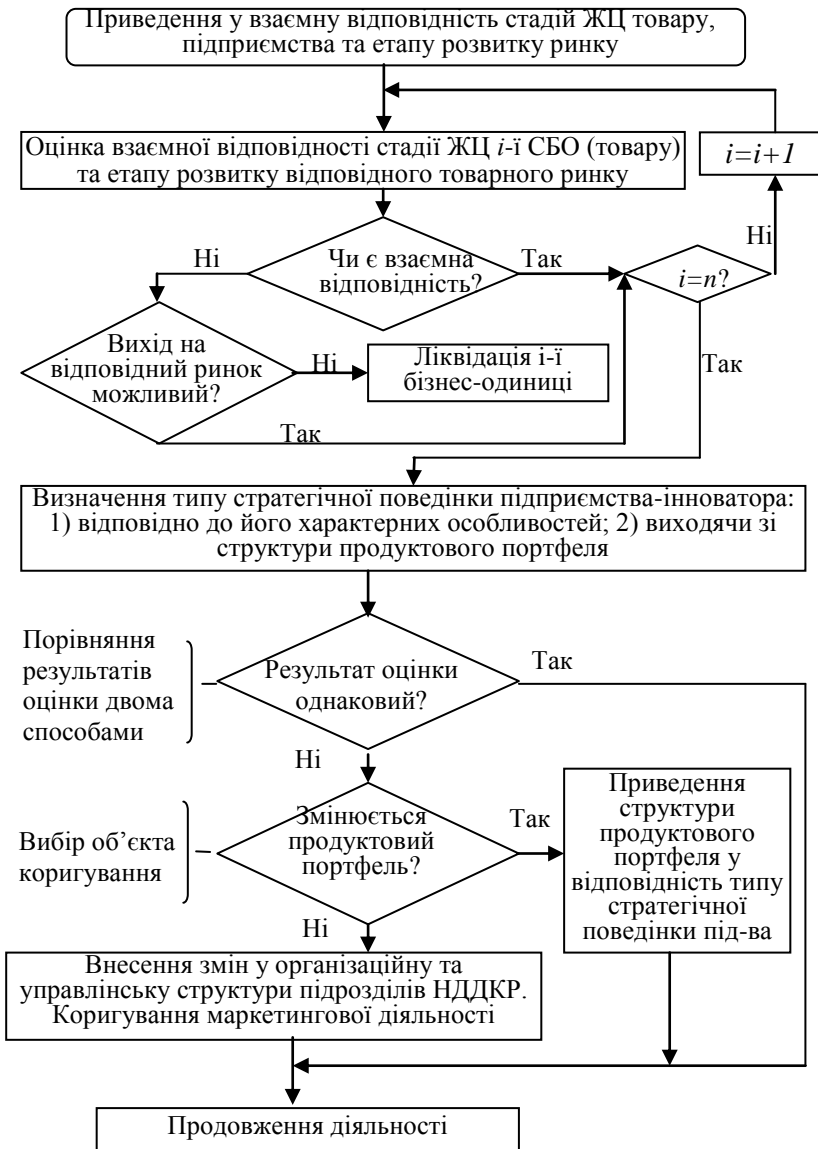 Приведення у взаємну відповідність стадій ЖЦ товару,
підприємства та етапу розвитку ринку
Оцінка взаємної відповідності стадії ЖЦ i-ї СБО (товару)
та етапу розвитку відповідного товарного ринку
i=i+1
Ні
Чи є взаємна
відповідність?
Так
i=n?
Ні
Вихід на
відповідний ринок
можливий?
Ні
Ліквідація і-ї
бізнес-одиниці
Так
Так
Визначення типу стратегічної поведінки підприємства-інноватора:
1) відповідно до його характерних особливостей; 2) виходячи зі
структури продуктового портфеля
Порівняння
результатів
оцінки двома
способами
Результат оцінки
однаковий?
Так
Ні
Вибір об’єкта
коригування
Змінюється
продуктовий
портфель?
Так
Приведення
структури
продуктового
портфеля у
відповідність типу
стратегічної
поведінки під-ва
Ні
Внесення змін у організаційну та
управлінську структури підрозділів НДДКР.
Коригування маркетингової діяльності
Продовження діяльності